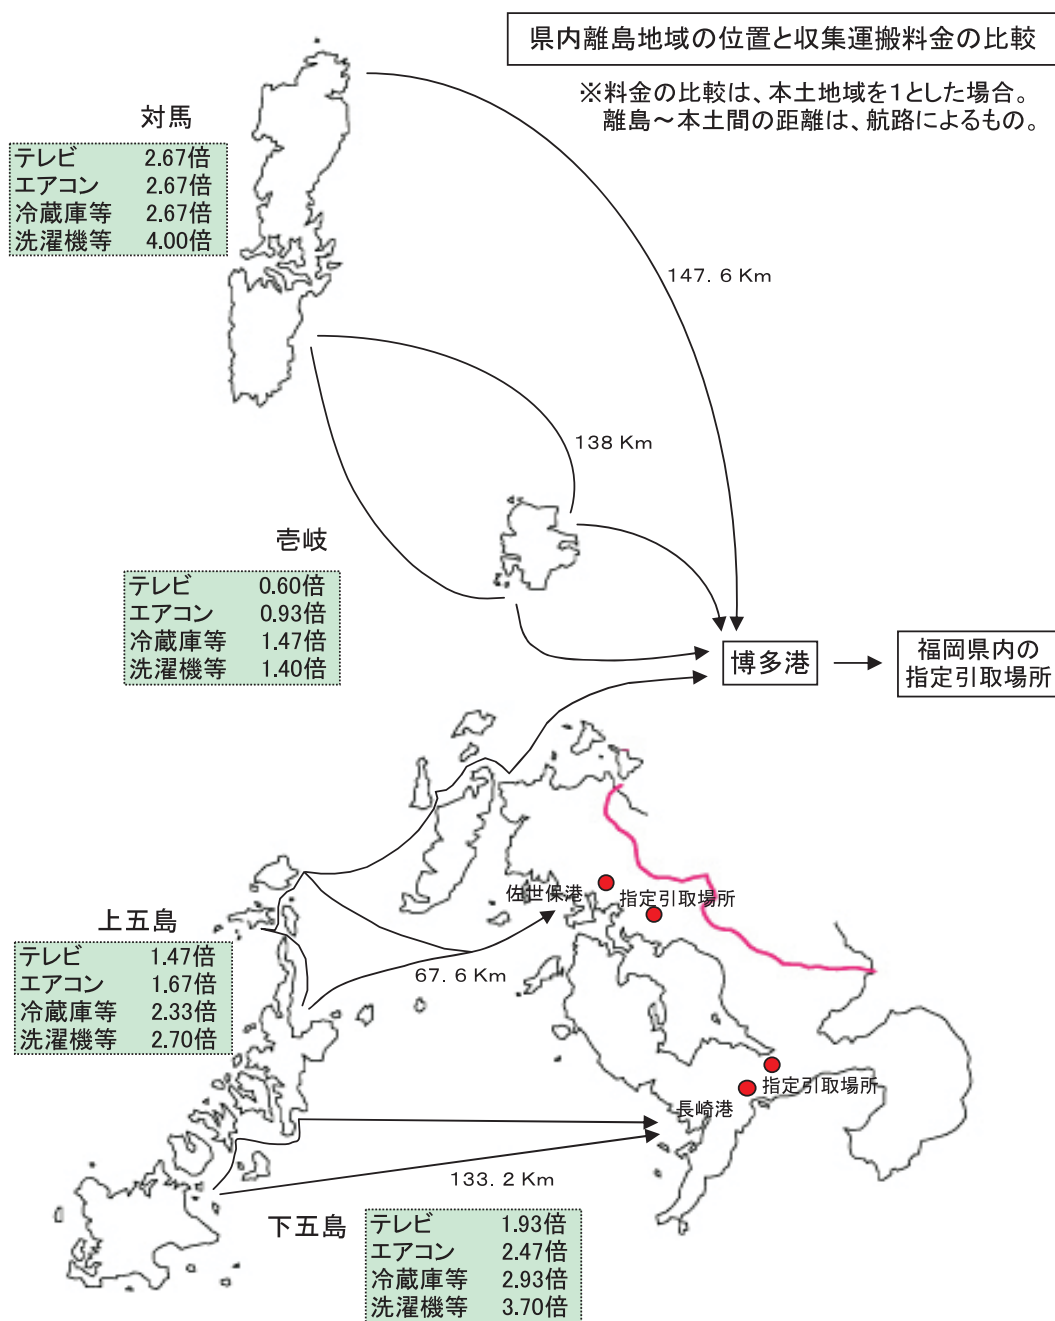 県内離島地域の位置と収集運搬料金の比較
※料金の比較は、本土地域を1とした場合。
離島～本土間の距離は、航路によるもの。
対馬
テレビ 2.67倍
エアコン 2.67倍
冷蔵庫等 2.67倍
洗濯機等 4.00倍
147.6 Km
138 Km
壱岐
テレビ 0.60倍
エアコン 0.93倍
冷蔵庫等 1.47倍
洗濯機等 1.40倍
博多港
福岡県内の
指定引取場所
佐世保港
指定引取場所
上五島
テレビ 1.47倍
エアコン 1.67倍
冷蔵庫等 2.33倍
洗濯機等 2.70倍
67.6 Km
指定引取場所
長崎港
133.2 Km
下五島
テレビ 1.93倍
エアコン 2.47倍
冷蔵庫等 2.93倍
洗濯機等 3.70倍